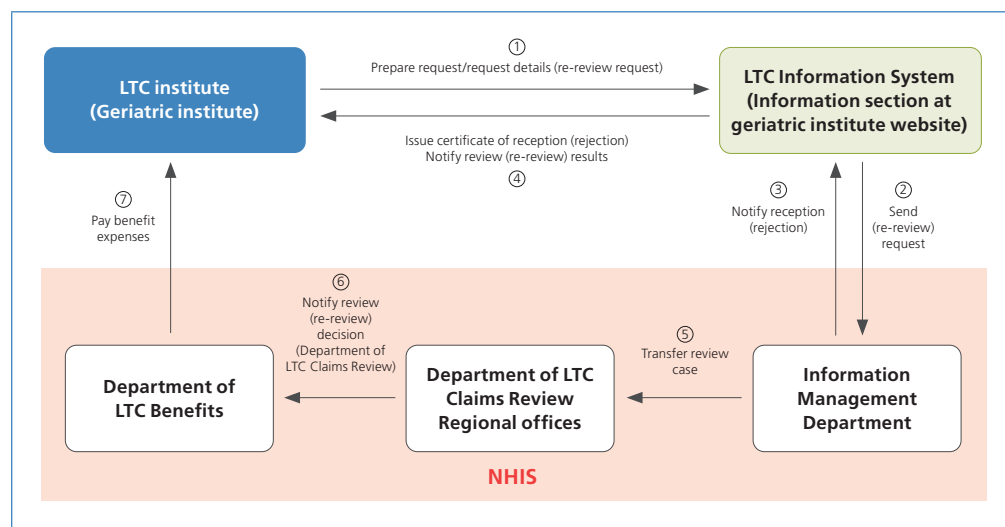 ①
Prepare request/request details (re-review request)
LTC institute
(Geriatric institute)
LTC Information System
(Information section at
geriatric institute website)
Issue certificate of reception (rejection)
Notify review (re-review) results
④
⑦
Pay benefit
expenses
③
Notify reception
(rejection)
②
Send
(re-review)
request
⑥
Notify review
(re-review)
decision
(Department of
LTC Claims Review)
⑤
Transfer review
case
Department of
LTC Benefits
Department of LTC
Claims Review
Regional offices
Information
Management
Department
NHIS